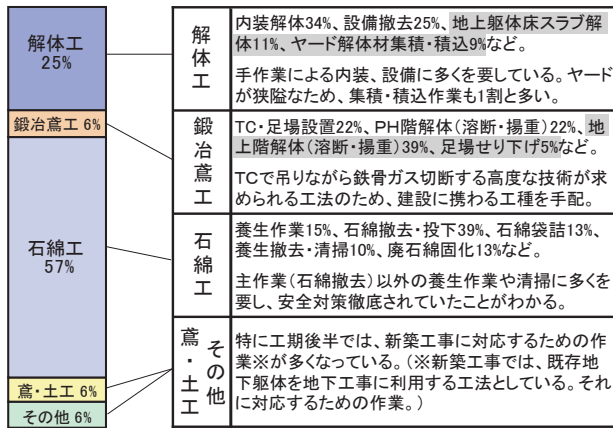 解体工
25%
鍛冶鳶工 6%
石綿工
57%
鳶・土工 6%
その他 6%
解体工
内装解体34%、設備撤去25%、地上躯体床スラブ解
体11%、ヤード解体材集積・積込9%など。
手作業による内装、設備に多くを要している。ヤード
が狭隘なため、集積・積込作業も1割と多い。
鍛冶鳶工
TC・足場設置22%、PH階解体(溶断・揚重)22%、地
上階解体(溶断・揚重)39%、足場せり下げ5%など。
TCで吊りながら鉄骨ガス切断する高度な技術が求
められる工法のため、建設に携わる工種を手配。
石綿工
養生作業15%、石綿撤去・投下39%、石綿袋詰13%、
養生撤去・清掃10%、廃石綿固化13%など。
主作業(石綿撤去)以外の養生作業や清掃に多くを
要し、安全対策徹底されていたことがわかる。
その他
鳶・土工
特に工期後半では、新築工事に対応するための作
業※が多くなっている。(※新築工事では、既存地
下躯体を地下工事に利用する工法としている。それ
に対応するための作業。)